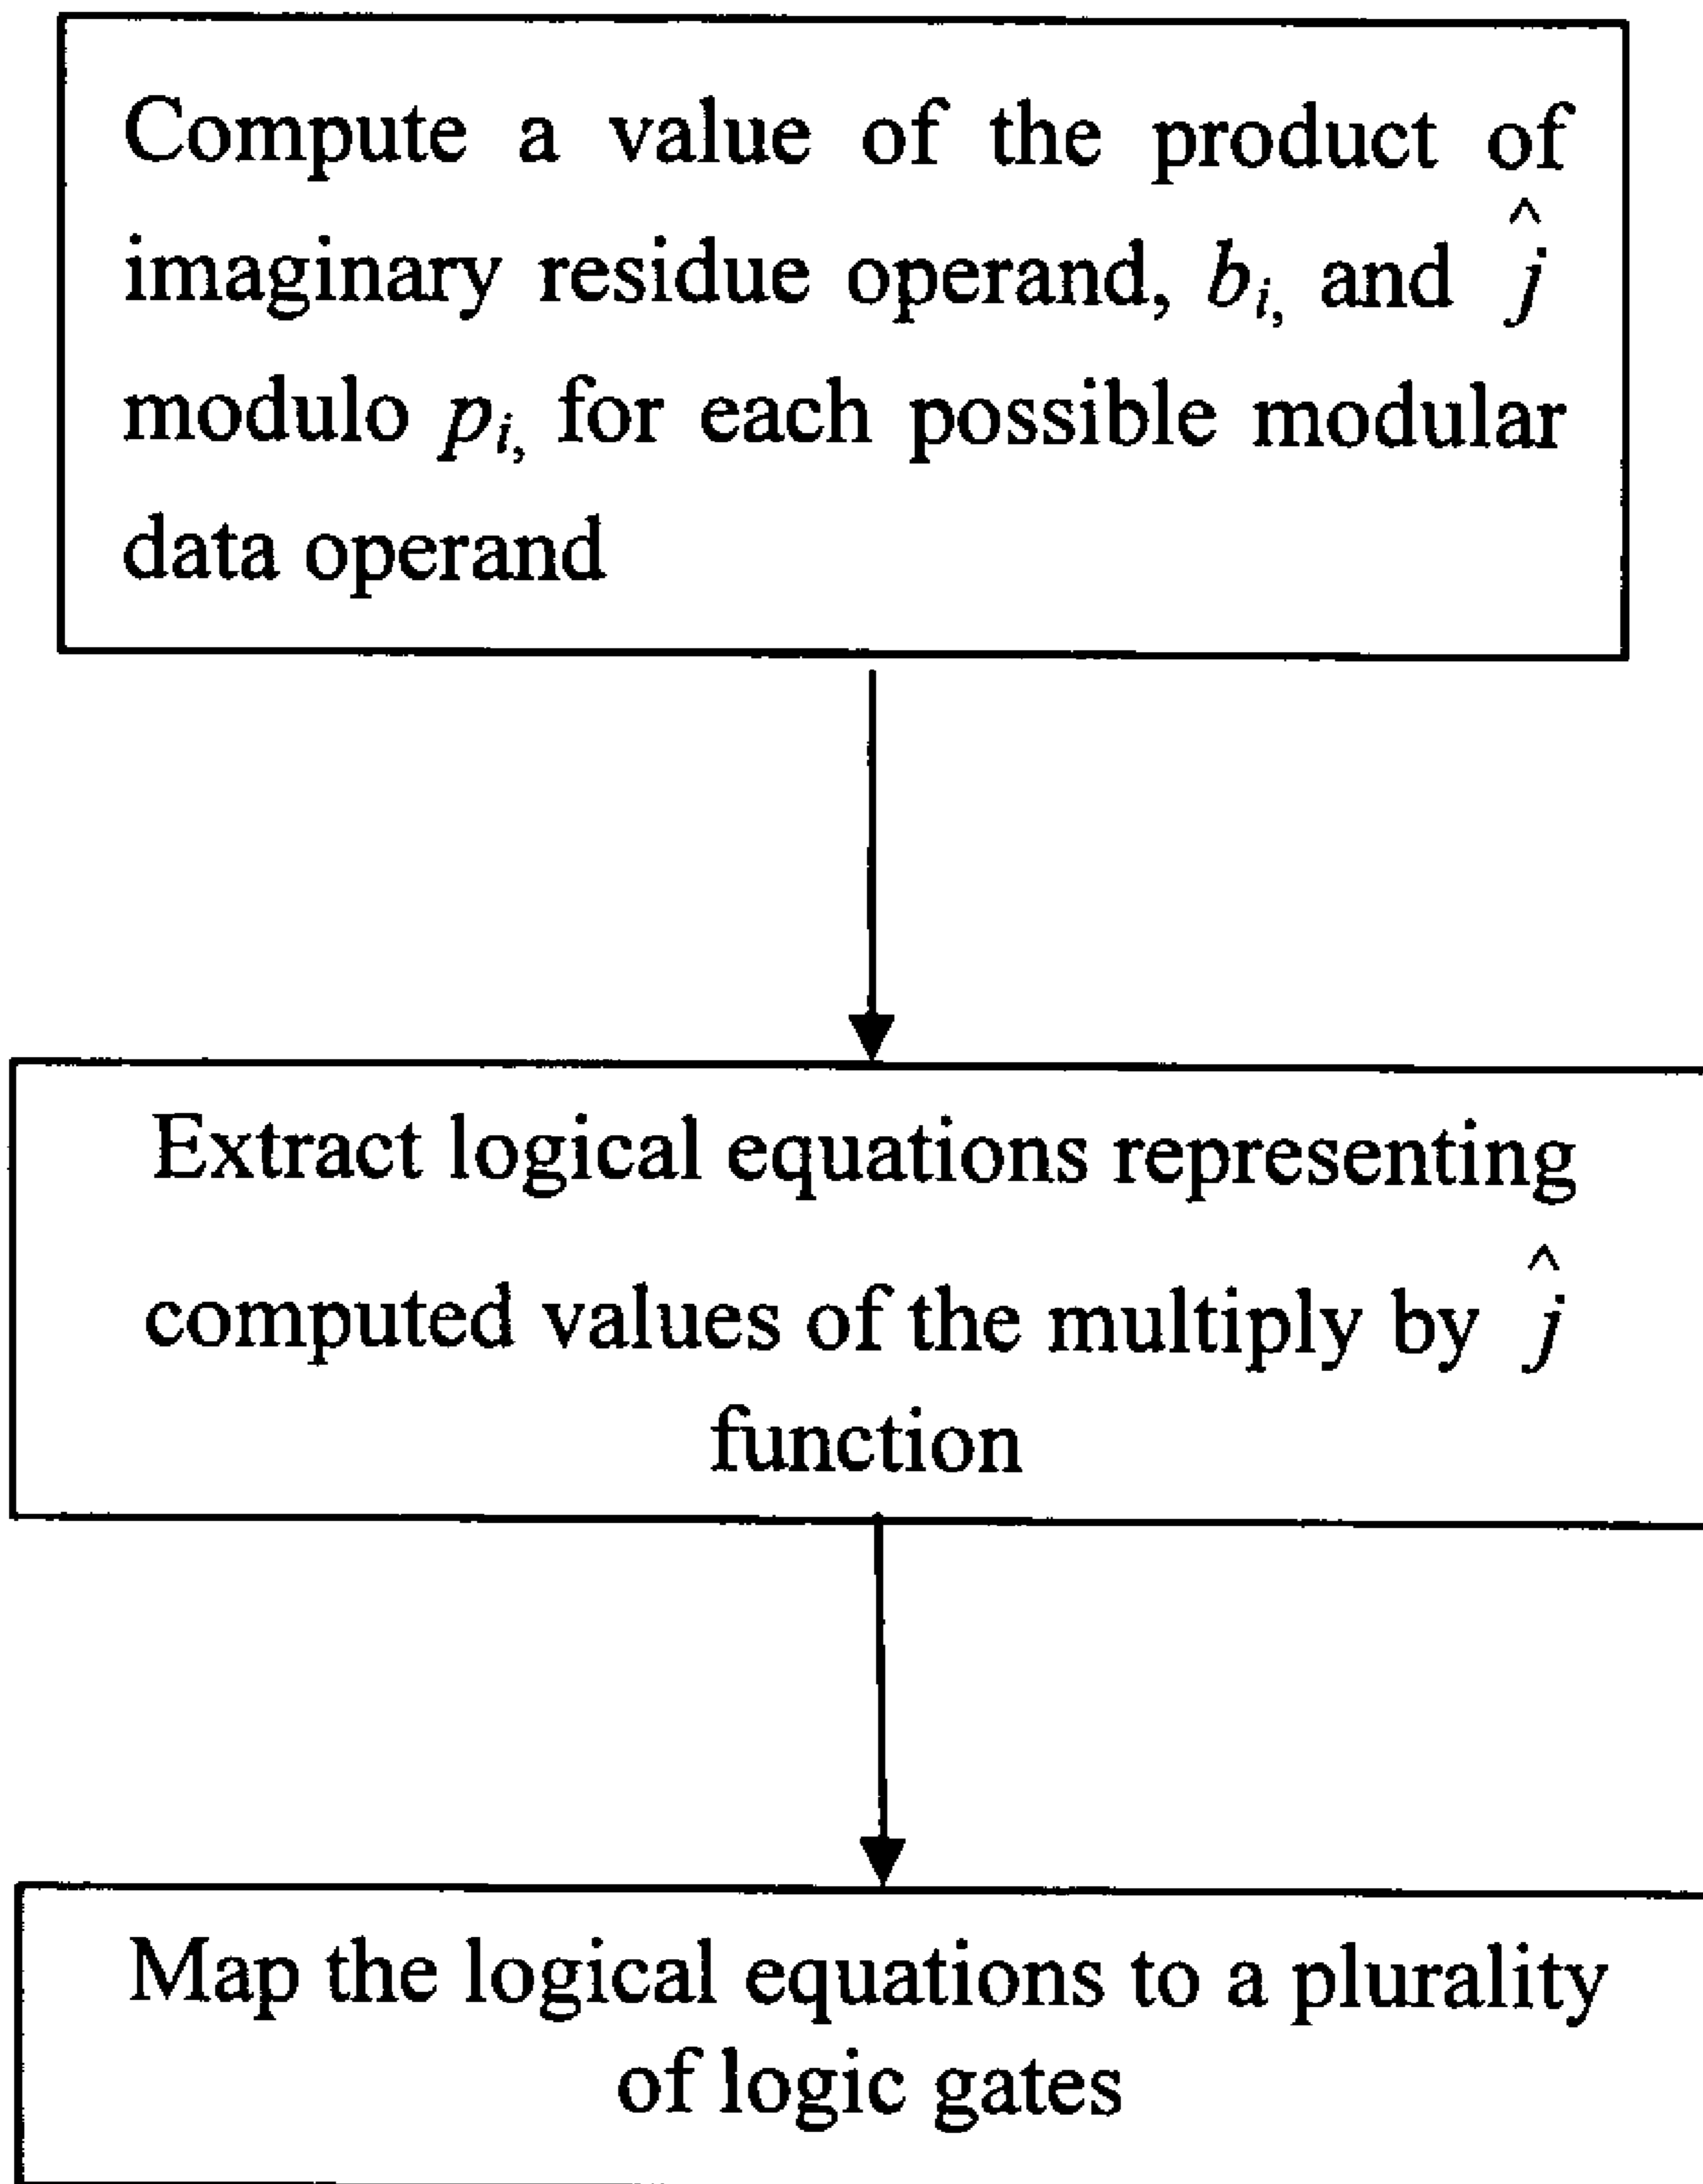 Compute a value of the product of
imaginary residue operand, bᵢ, and ĵ
modulo pᵢ, for each possible modular
data operand
Extract logical equations representing
computed values of the multiply by ĵ
function
Map the logical equations to a plurality
of logic gates